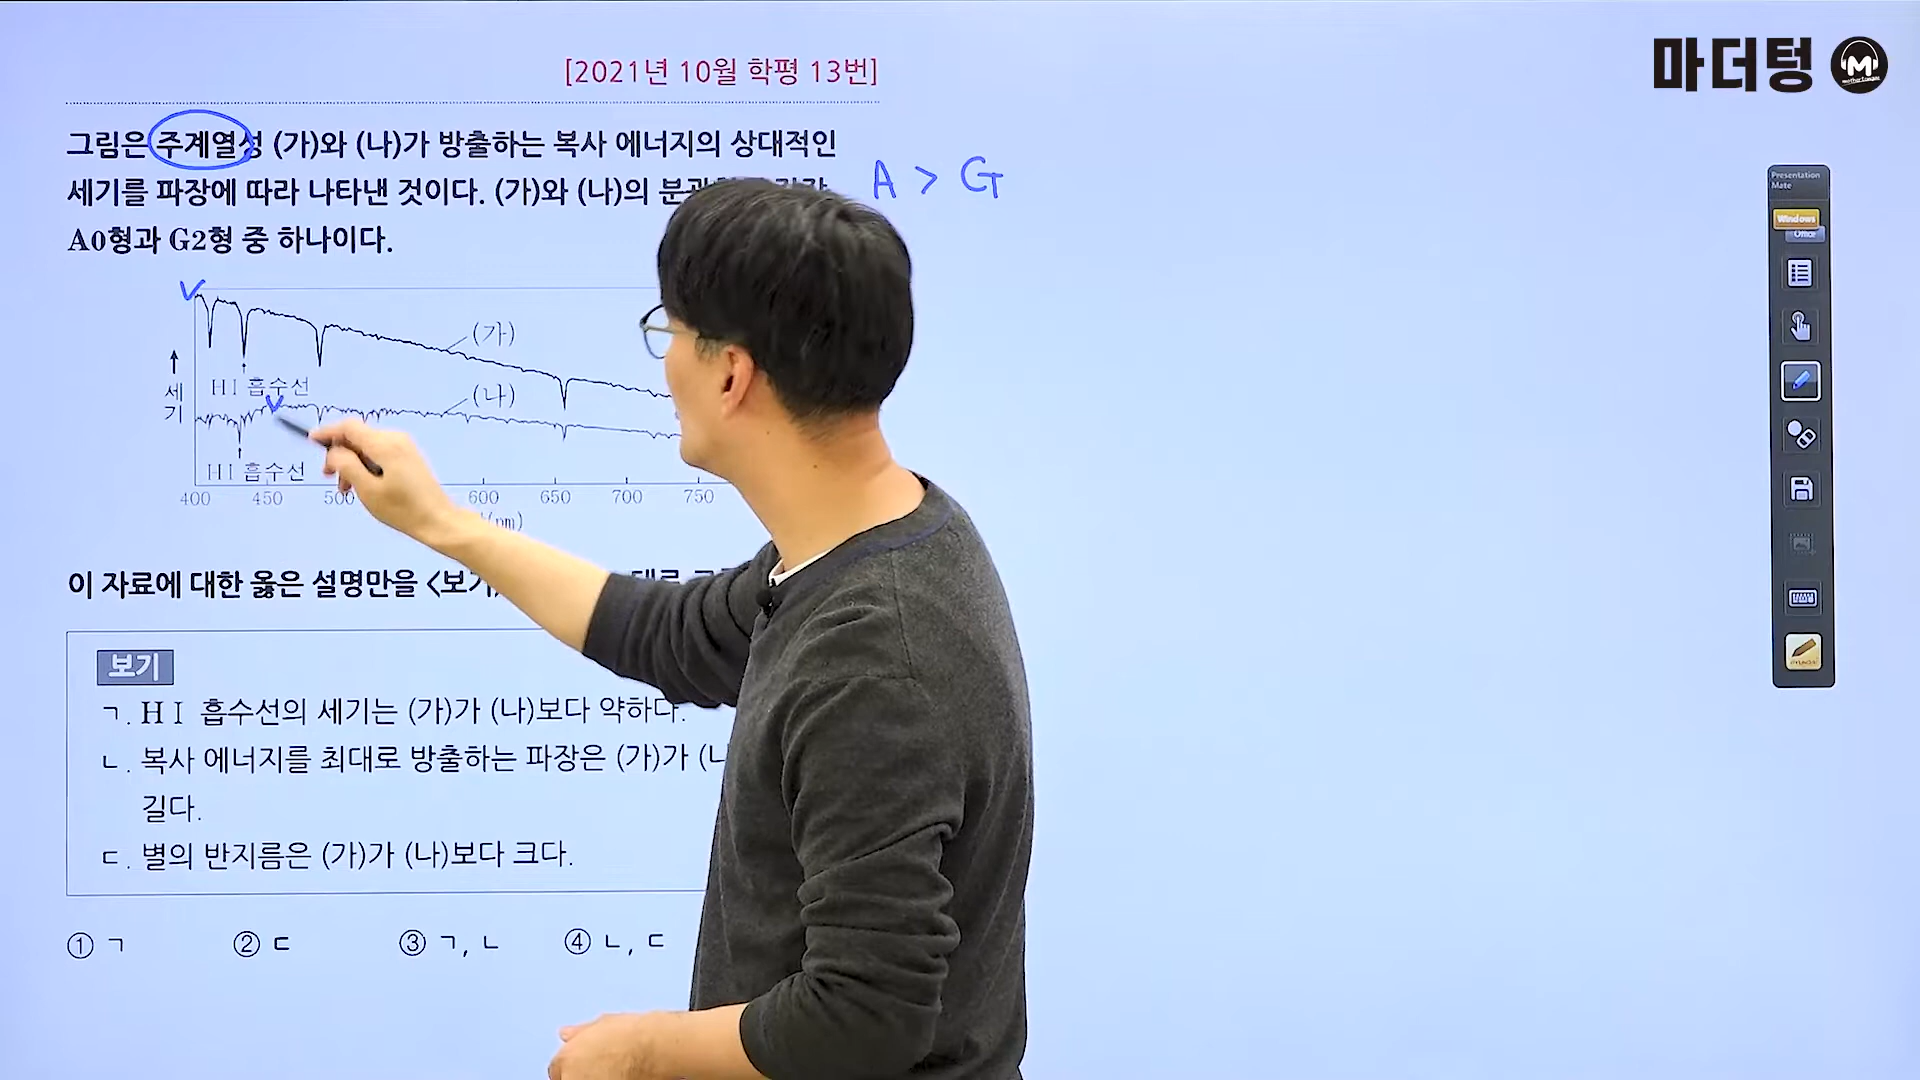 [2021년 10월 학평 13번]
마더텅
M
그림은 주계열성 (가)와 (나)가 방출하는 복사 에너지의 상대적인
세기를 파장에 따라 나타낸 것이다. (가)와 (나)의
A > G
A0형과 G2형 중 하나이다.
(가)
세기
H I 흡수선
(나)
H I 흡수선
400 450 500 600 650 700 750
(nm)
이 자료에 대한 옳은 설명만을 <보기>
보기
ㄱ. H I 흡수선의 세기는 (가)가 (나)보다 약하다.
ㄴ. 복사 에너지를 최대로 방출하는 파장은 (가)가
길다.
ㄷ. 별의 반지름은 (가)가 (나)보다 크다.
① ㄱ ② ㄷ ③ ㄱ, ㄴ ④ ㄴ, ㄷ
Presentation
Mate
Windows
Office